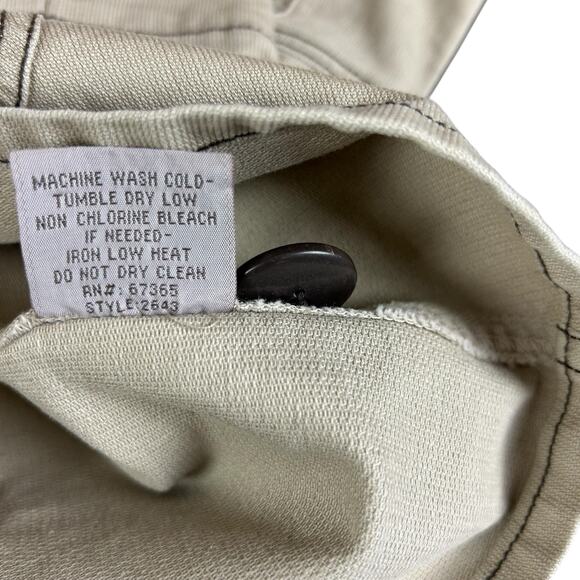 MACHINE WASH COLD-
TUMBLE DRY LOW
NON CHLORINE BLEACH
IF NEEDED-
IRON LOW HEAT
DO NOT DRY CLEAN
RN#: 67365
STYLE: 2643